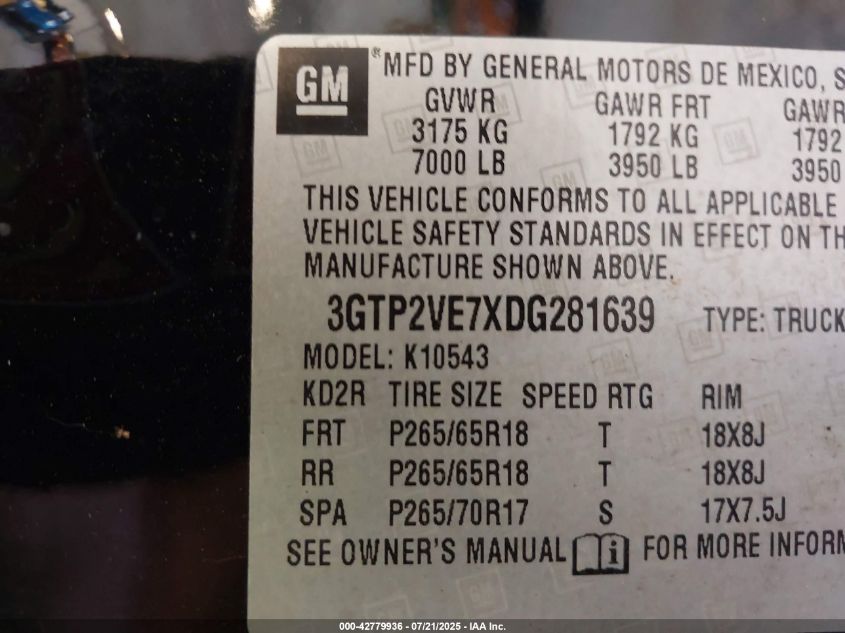 GM ® MFD BY GENERAL MOTORS DE MEXICO, S
GVWR GAWR FRT GAWR
3175 KG 1792 KG 1792
7000 LB 3950 LB 3950
THIS VEHICLE CONFORMS TO ALL APPLICABLE
VEHICLE SAFETY STANDARDS IN EFFECT ON TH
MANUFACTURE SHOWN ABOVE.
3GTP2VE7XDG281639 TYPE: TRUCK
MODEL: K10543
KD2R TIRE SIZE SPEED RTG RIM
FRT P265/65R18 T 18X8J
RR P265/65R18 T 18X8J
SPA P265/70R17 S 17X7.5J
SEE OWNER'S MANUAL i FOR MORE INFORM
000-42779936 - 07/21/2025 - IAA Inc.